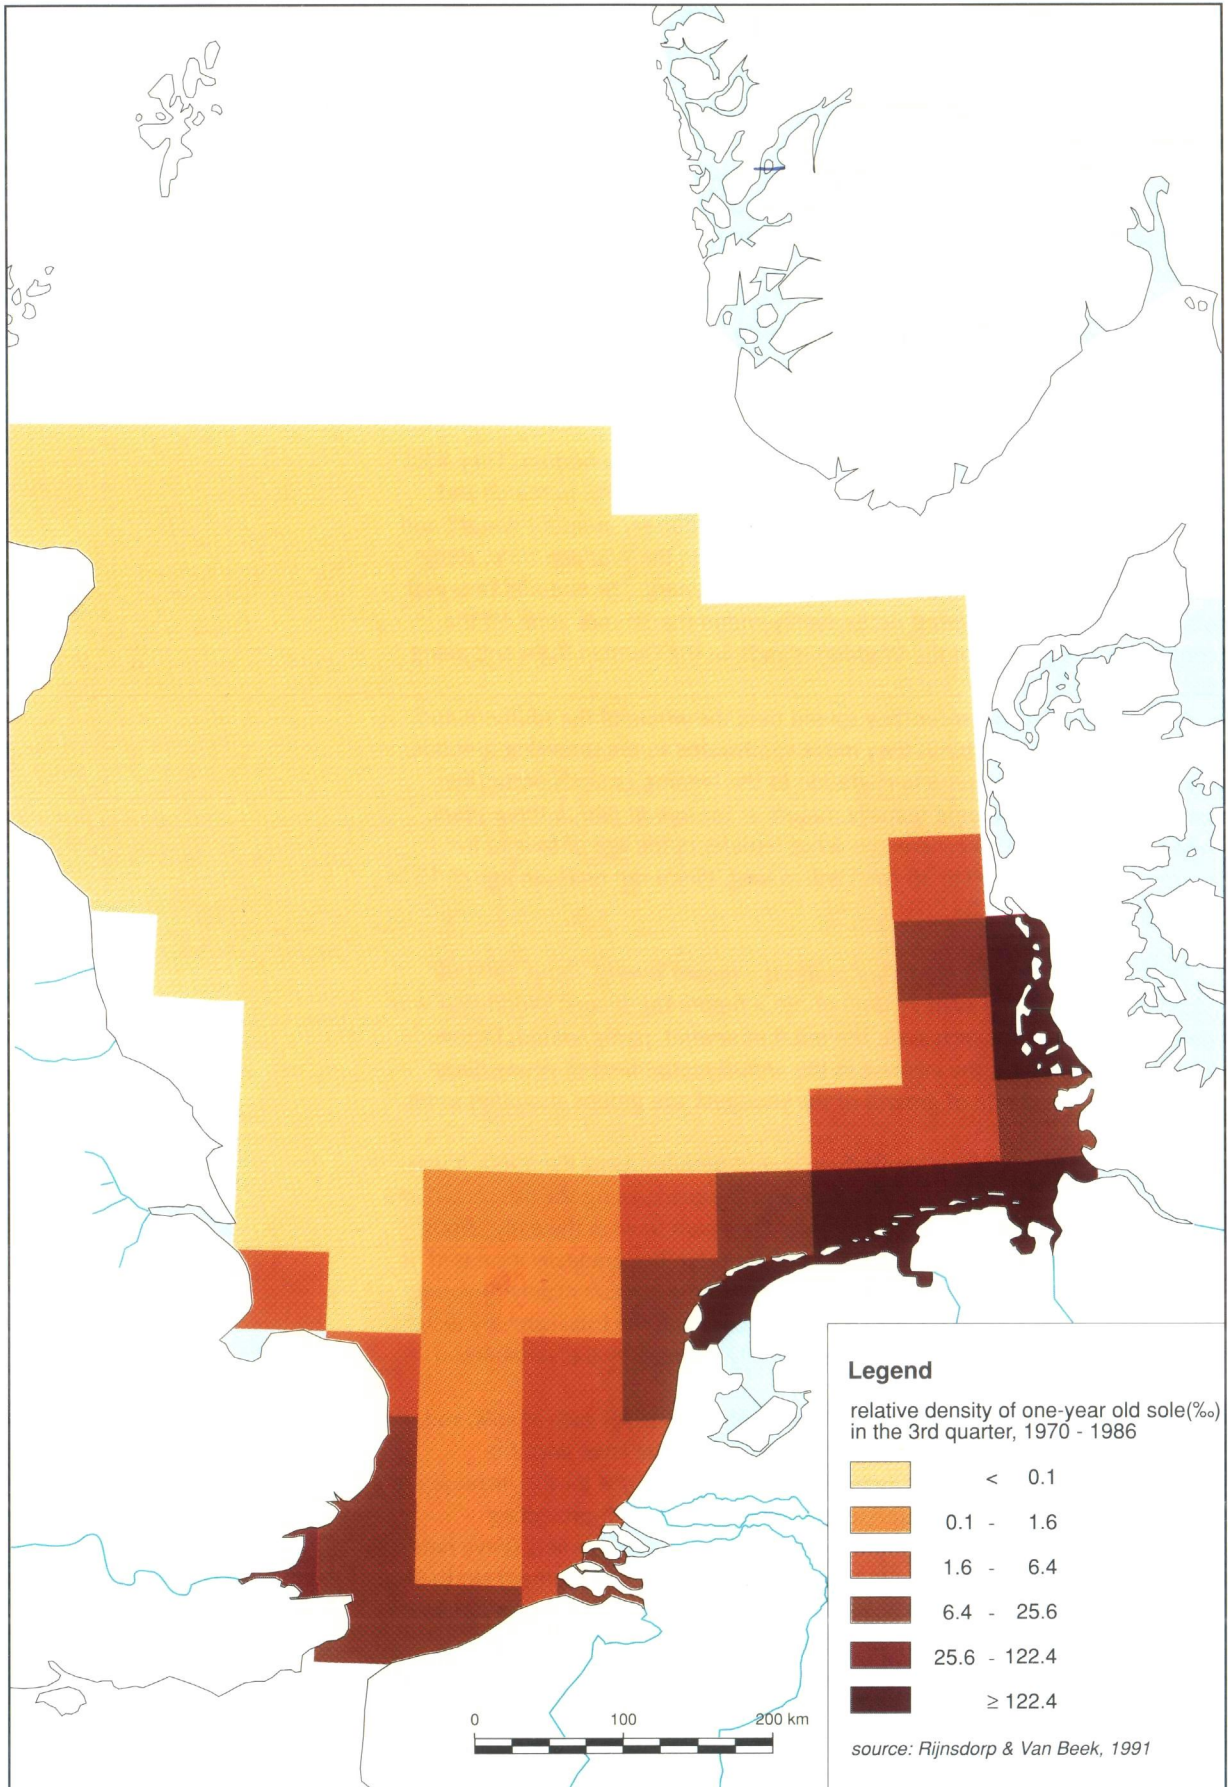 Legend
relative density of one-year old sole(‰)
in the 3rd quarter, 1970 - 1986
< 0.1
0.1 - 1.6
1.6 - 6.4
6.4 - 25.6
25.6 - 122.4
≥ 122.4
0 100 200 km
source: Rijnsdorp & Van Beek, 1991